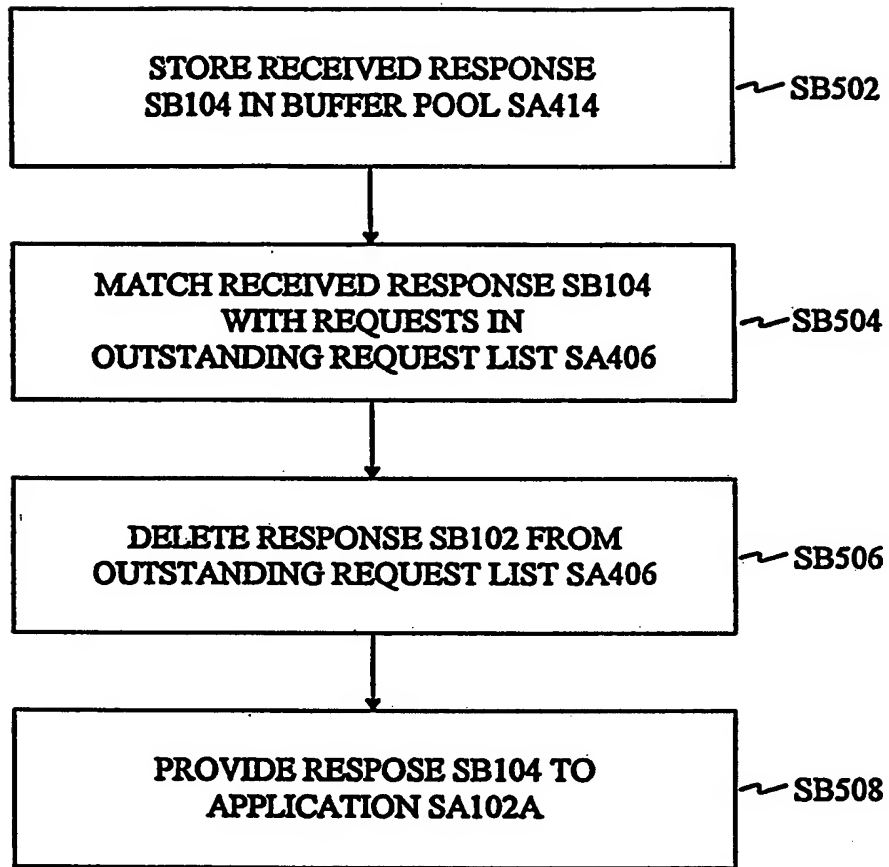 STORE RECEIVED RESPONSE
SB104 IN BUFFER POOL SA414
SB502
MATCH RECEIVED RESPONSE SB104
WITH REQUESTS IN
OUTSTANDING REQUEST LIST SA406
SB504
DELETE RESPONSE SB102 FROM
OUTSTANDING REQUEST LIST SA406
SB506
PROVIDE RESPOSE SB104 TO
APPLICATION SA102A
SB508